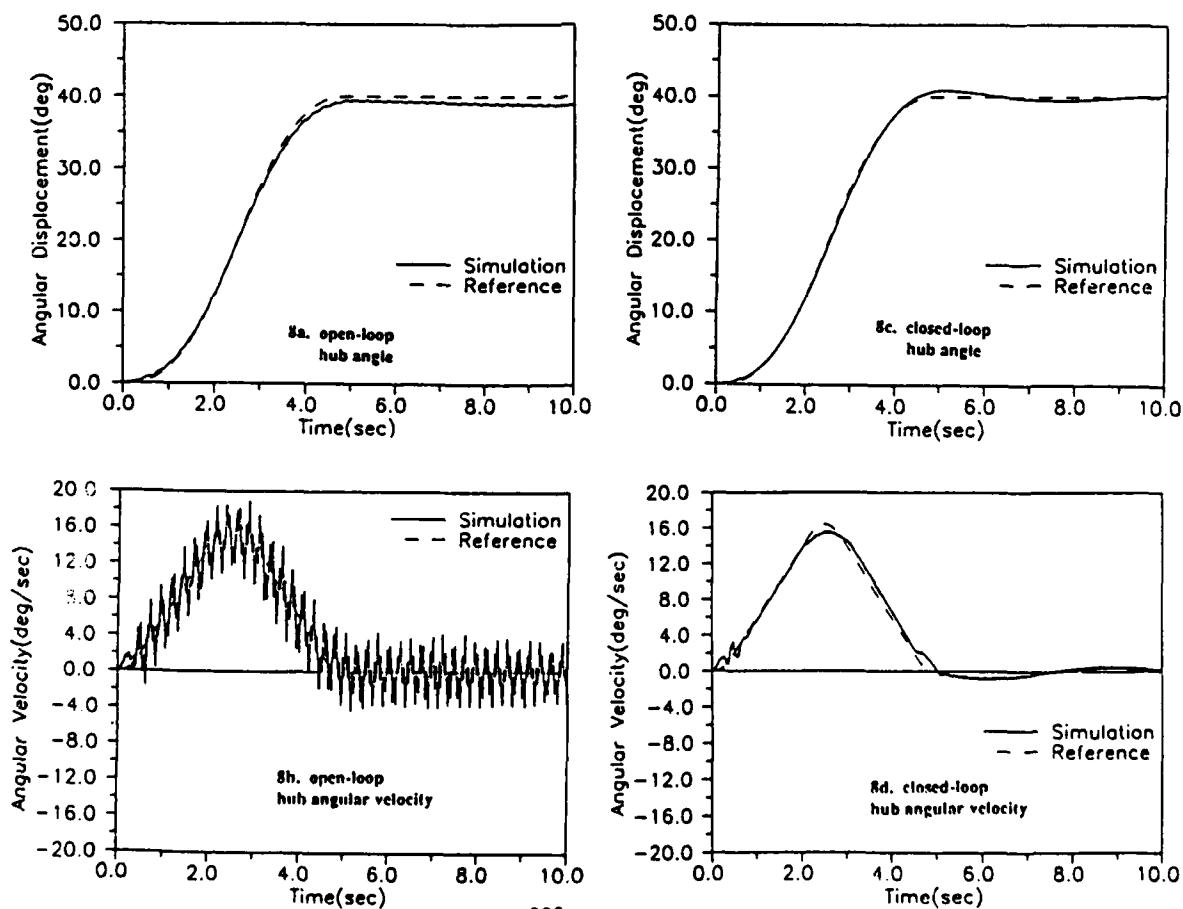 50.0
40.0
30.0
20.0
10.0
0.0
Angular Displacement(deg)
Simulation
Reference
8a. open-loop
hub angle
0.0 2.0 4.0 6.0 8.0 10.0
Time(sec)
50.0
40.0
30.0
20.0
10.0
0.0
Angular Displacement(deg)
Simulation
Reference
8c. closed-loop
hub angle
0.0 2.0 4.0 6.0 8.0 10.0
Time(sec)
20.0
16.0
12.0
8.0
4.0
0.0
-4.0
-8.0
-12.0
-16.0
-20.0
Angular Velocity(deg/sec)
Simulation
Reference
8b. open-loop
hub angular velocity
0.0 2.0 4.0 6.0 8.0 10.0
Time(sec)
20.0
16.0
12.0
8.0
4.0
0.0
-4.0
-8.0
-12.0
-16.0
-20.0
Angular Velocity(deg/sec)
Simulation
Reference
8d. closed-loop
hub angular velocity
0.0 2.0 4.0 6.0 8.0 10.0
Time(sec)